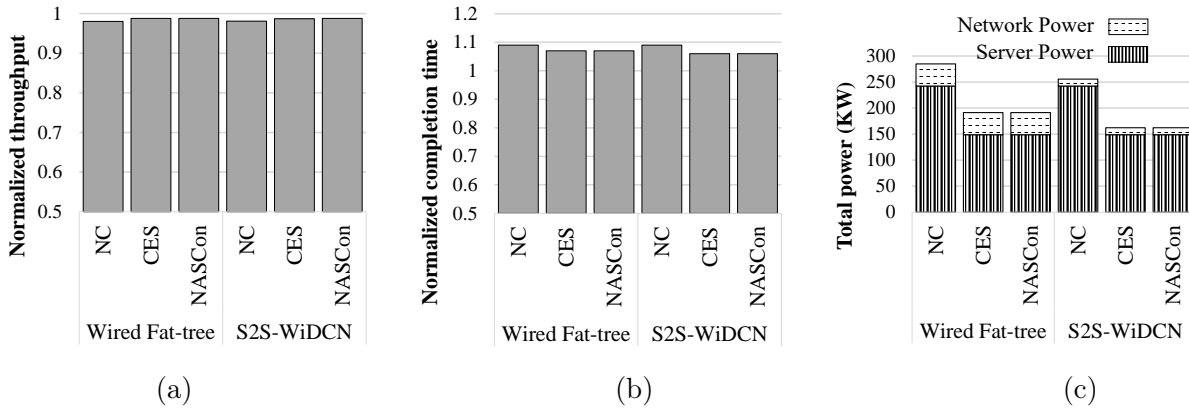 Normalized throughput
1
0.9
0.8
0.7
0.6
0.5
NC
CES
NASCon
NC
CES
NASCon
Wired Fat-tree
S2S-WiDCN
(a)
Normalized completion time
1.2
1.1
1
0.9
0.8
0.7
0.6
0.5
NC
CES
NASCon
NC
CES
NASCon
Wired Fat-tree
S2S-WiDCN
(b)
Network Power
Server Power
Total power (KW)
300
250
200
150
100
50
0
NC
CES
NASCon
NC
CES
NASCon
Wired Fat-tree
S2S-WiDCN
(c)